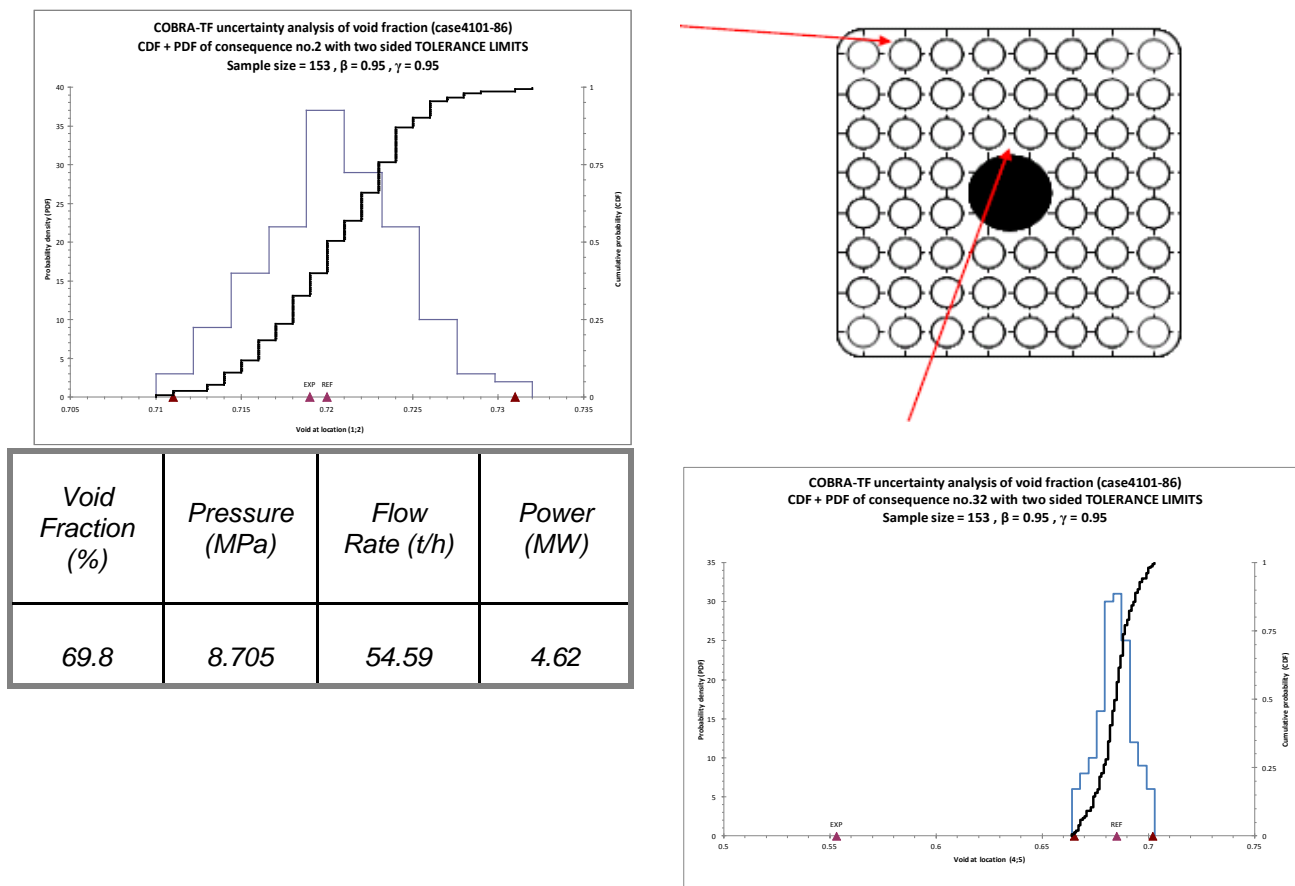 COBRA-TF uncertainty analysis of void fraction (case4101-86)
CDF + PDF of consequence no.2 with two sided TOLERANCE LIMITS
Sample size = 153 , β = 0.95 , γ = 0.95
40
35
30
25
20
15
10
5
0
Probability density (PDF)
1
0.75
0.5
0.25
0
Cumulative probability (CDF)
EXP REF
0.705 0.71 0.715 0.72 0.725 0.73 0.735
Void at location (1;2)
Void Fraction (%)
Pressure (MPa)
Flow Rate (t/h)
Power (MW)
69.8 8.705 54.59 4.62
COBRA-TF uncertainty analysis of void fraction (case4101-86)
CDF + PDF of consequence no.32 with two sided TOLERANCE LIMITS
Sample size = 153 , β = 0.95 , γ = 0.95
35
30
25
20
15
10
5
0
Probability density (PDF)
1
0.75
0.5
0.25
0
Cumulative probability (CDF)
EXP REF
0.5 0.55 0.6 0.65 0.7 0.75
Void at location (4;5)